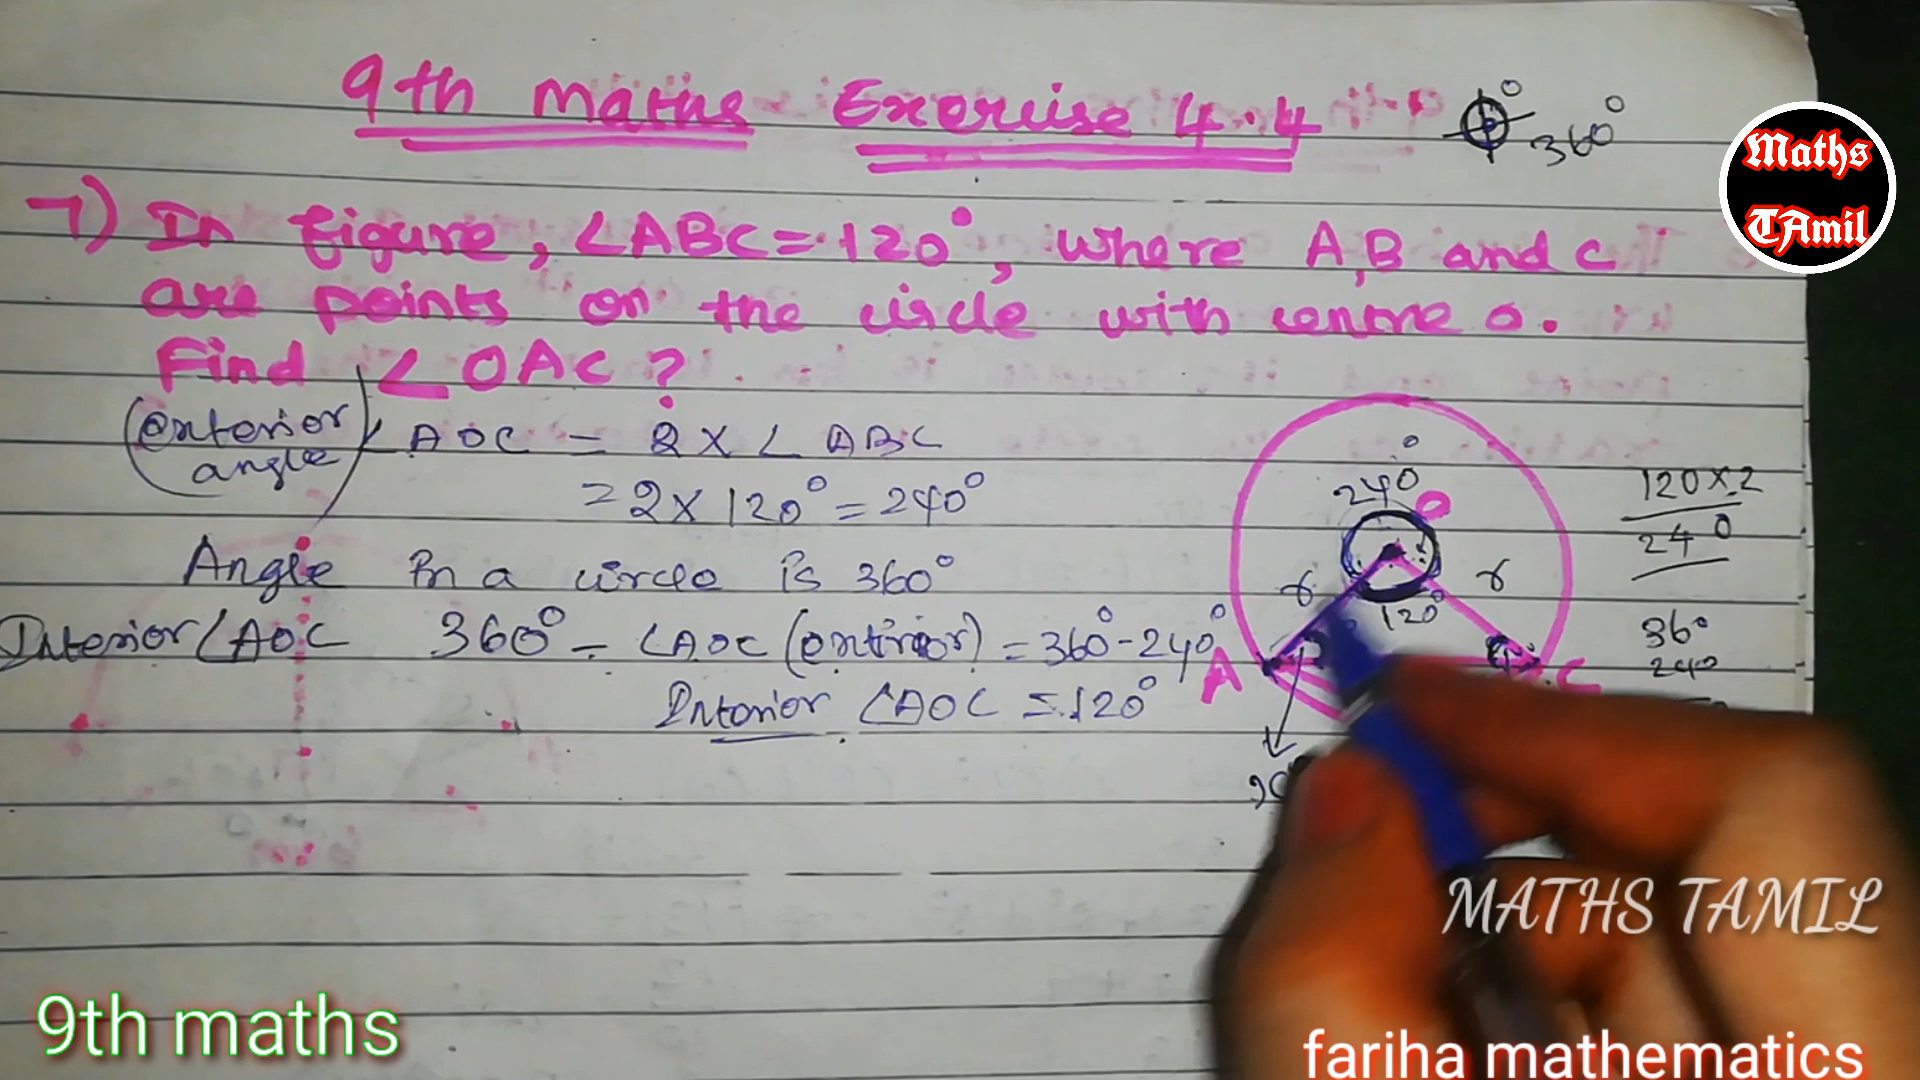 9th Maths Exercise 4.4
360°
Maths
TAmil
7) In figure, ∠ABC = 120°, where A, B and C
are points on the circle with centre O.
Find ∠OAC?
(exterior angle) ∠AOC = 2 × ∠ABC
= 2 × 120° = 240°
Angle in a circle is 360°
Interior ∠AOC 360° - ∠AOC (exterior) = 360° - 240°
Interior ∠AOC = 120°
240°
O
r
r
120°
A
C
120 × 2
240
360
240
MATHS TAMIL
9th maths
fariha mathematics